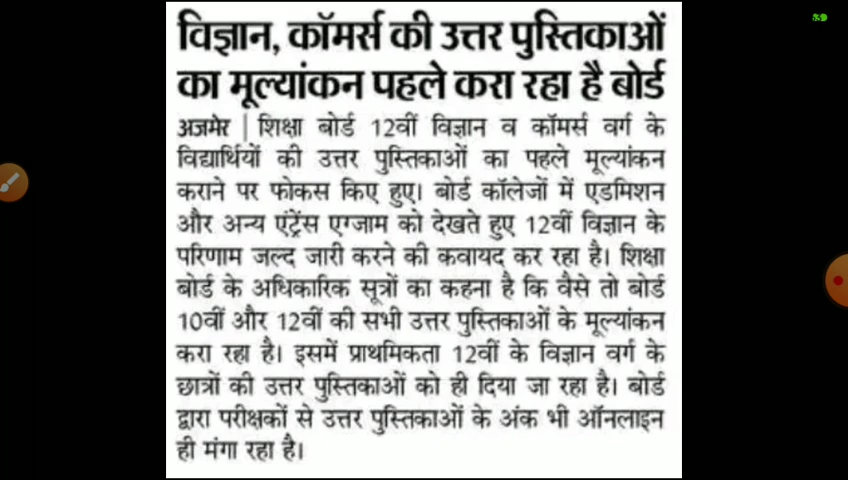 विज्ञान, कॉमर्स की उत्तर पुस्तिकाओं
का मूल्यांकन पहले करा रहा है बोर्ड
अजमेर | शिक्षा बोर्ड 12वीं विज्ञान व कॉमर्स वर्ग के
विद्यार्थियों की उत्तर पुस्तिकाओं का पहले मूल्यांकन
कराने पर फोकस किए हुए। बोर्ड कॉलेजों में एडमिशन
और अन्य एंट्रेंस एग्जाम को देखते हुए 12वीं विज्ञान के
परिणाम जल्द जारी करने की कवायद कर रहा है। शिक्षा
बोर्ड के अधिकारिक सूत्रों का कहना है कि वैसे तो बोर्ड
10वीं और 12वीं की सभी उत्तर पुस्तिकाओं के मूल्यांकन
करा रहा है। इसमें प्राथमिकता 12वीं के विज्ञान वर्ग के
छात्रों की उत्तर पुस्तिकाओं को ही दिया जा रहा है। बोर्ड
द्वारा परीक्षकों से उत्तर पुस्तिकाओं के अंक भी ऑनलाइन
ही मंगा रहा है।